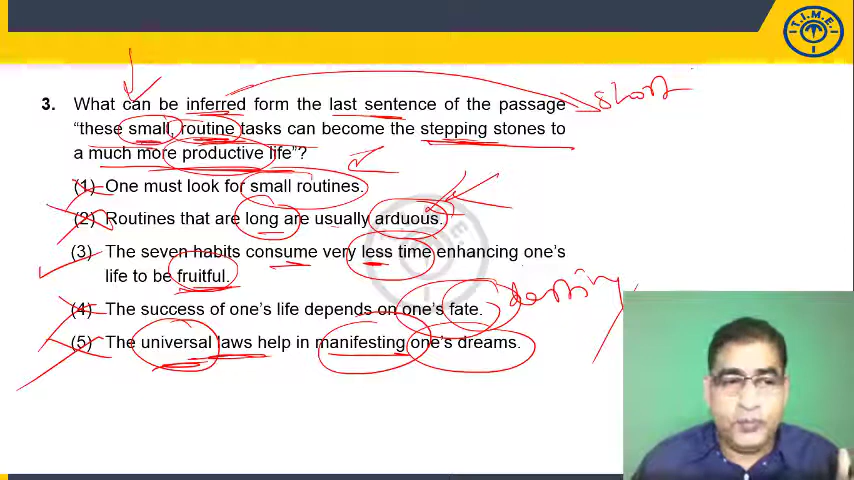 T.I.M.E.
short
3. What can be inferred form the last sentence of the passage
“these small, routine tasks can become the stepping stones to
a much more productive life”?
(1) One must look for small routines.
(2) Routines that are long are usually arduous.
(3) The seven habits consume very less time enhancing one’s
life to be fruitful.
destiny
(4) The success of one’s life depends on one’s fate.
(5) The universal laws help in manifesting one’s dreams.